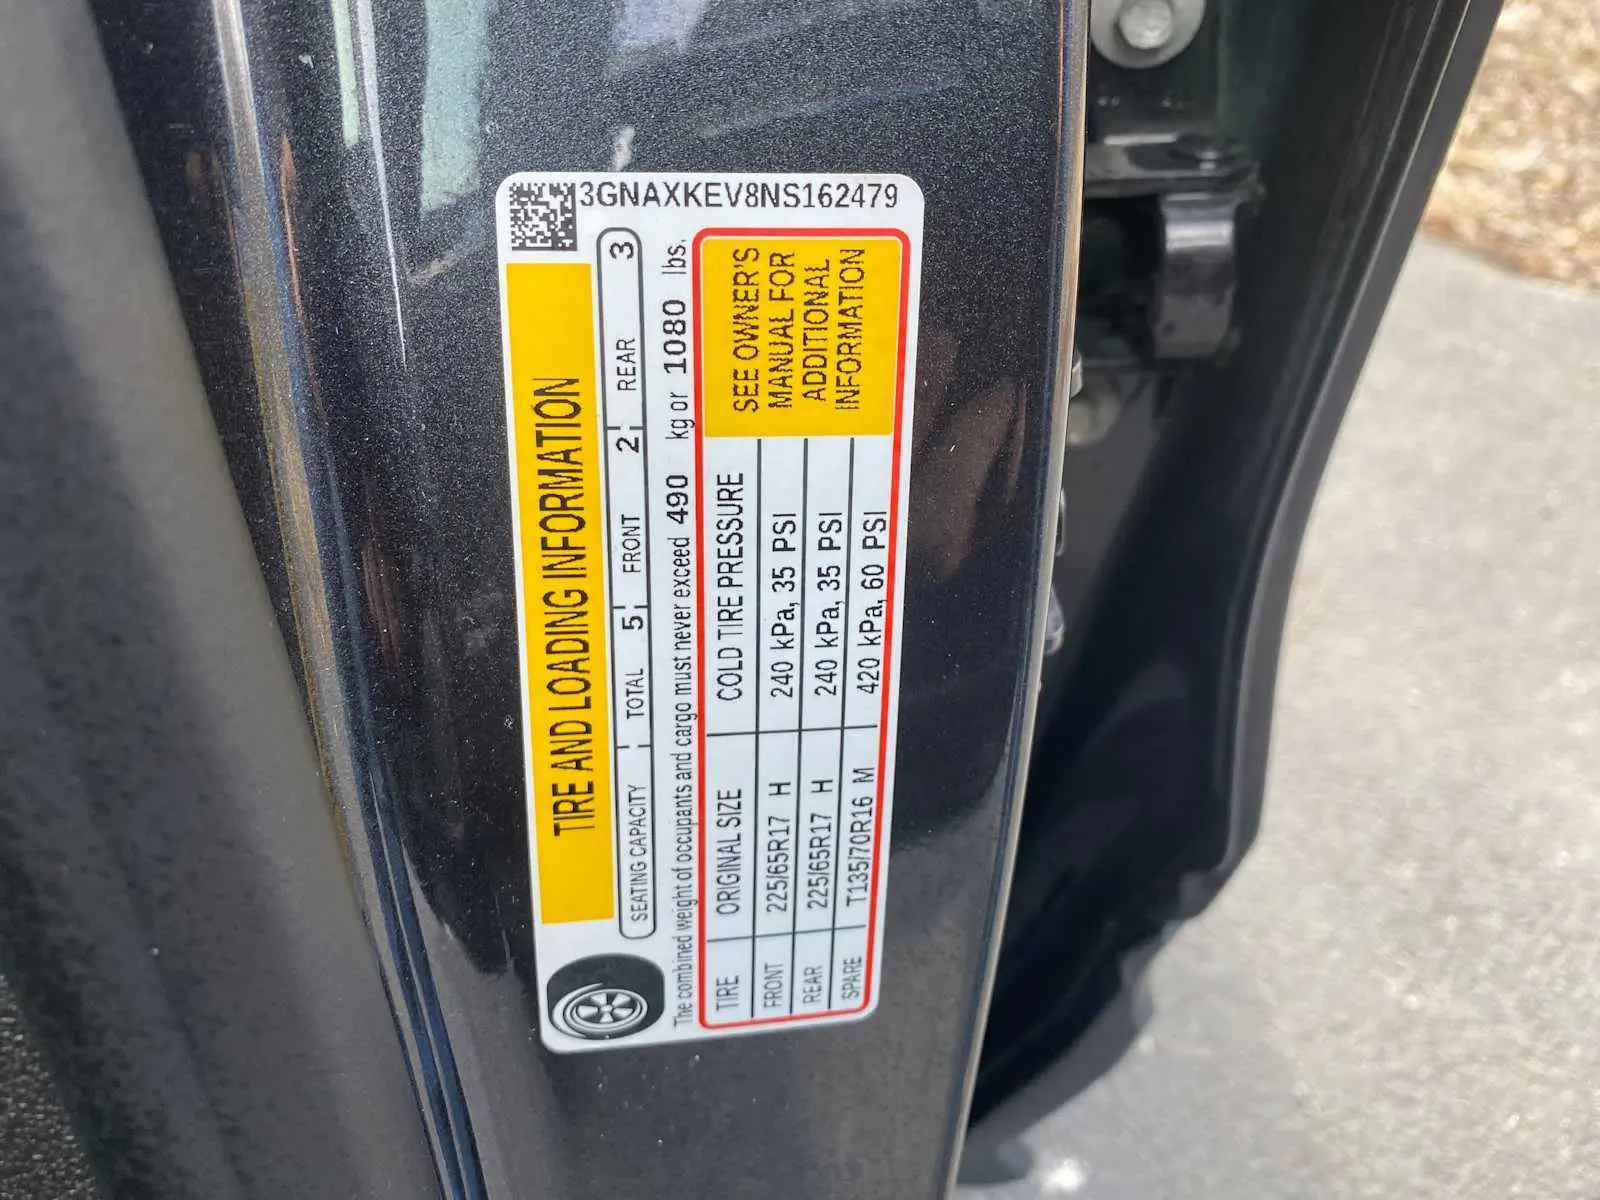 3GNAXKEV8NS162479
TIRE AND LOADING INFORMATION
SEATING CAPACITY TOTAL 5 FRONT 2 REAR 3
The combined weight of occupants and cargo must never exceed 490 kg or 1080 lbs.
TIRE ORIGINAL SIZE COLD TIRE PRESSURE
FRONT 225/65R17 H 240 kPa, 35 PSI
REAR 225/65R17 H 240 kPa, 35 PSI
SPARE T135/70R16 M 420 kPa, 60 PSI
SEE OWNER'S
MANUAL FOR
ADDITIONAL
INFORMATION